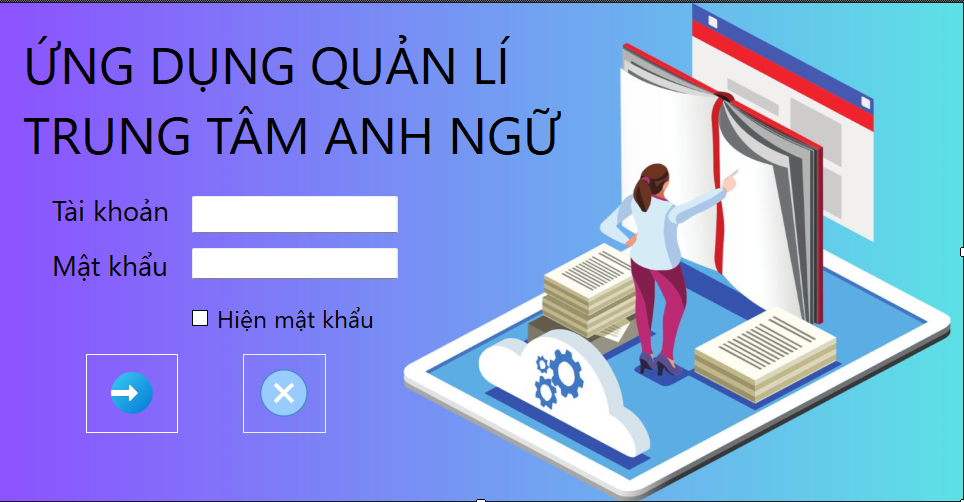 ỨNG DỤNG QUẢN LÍ
TRUNG TÂM ANH NGỮ
Tài khoản
Mật khẩu
Hiện mật khẩu